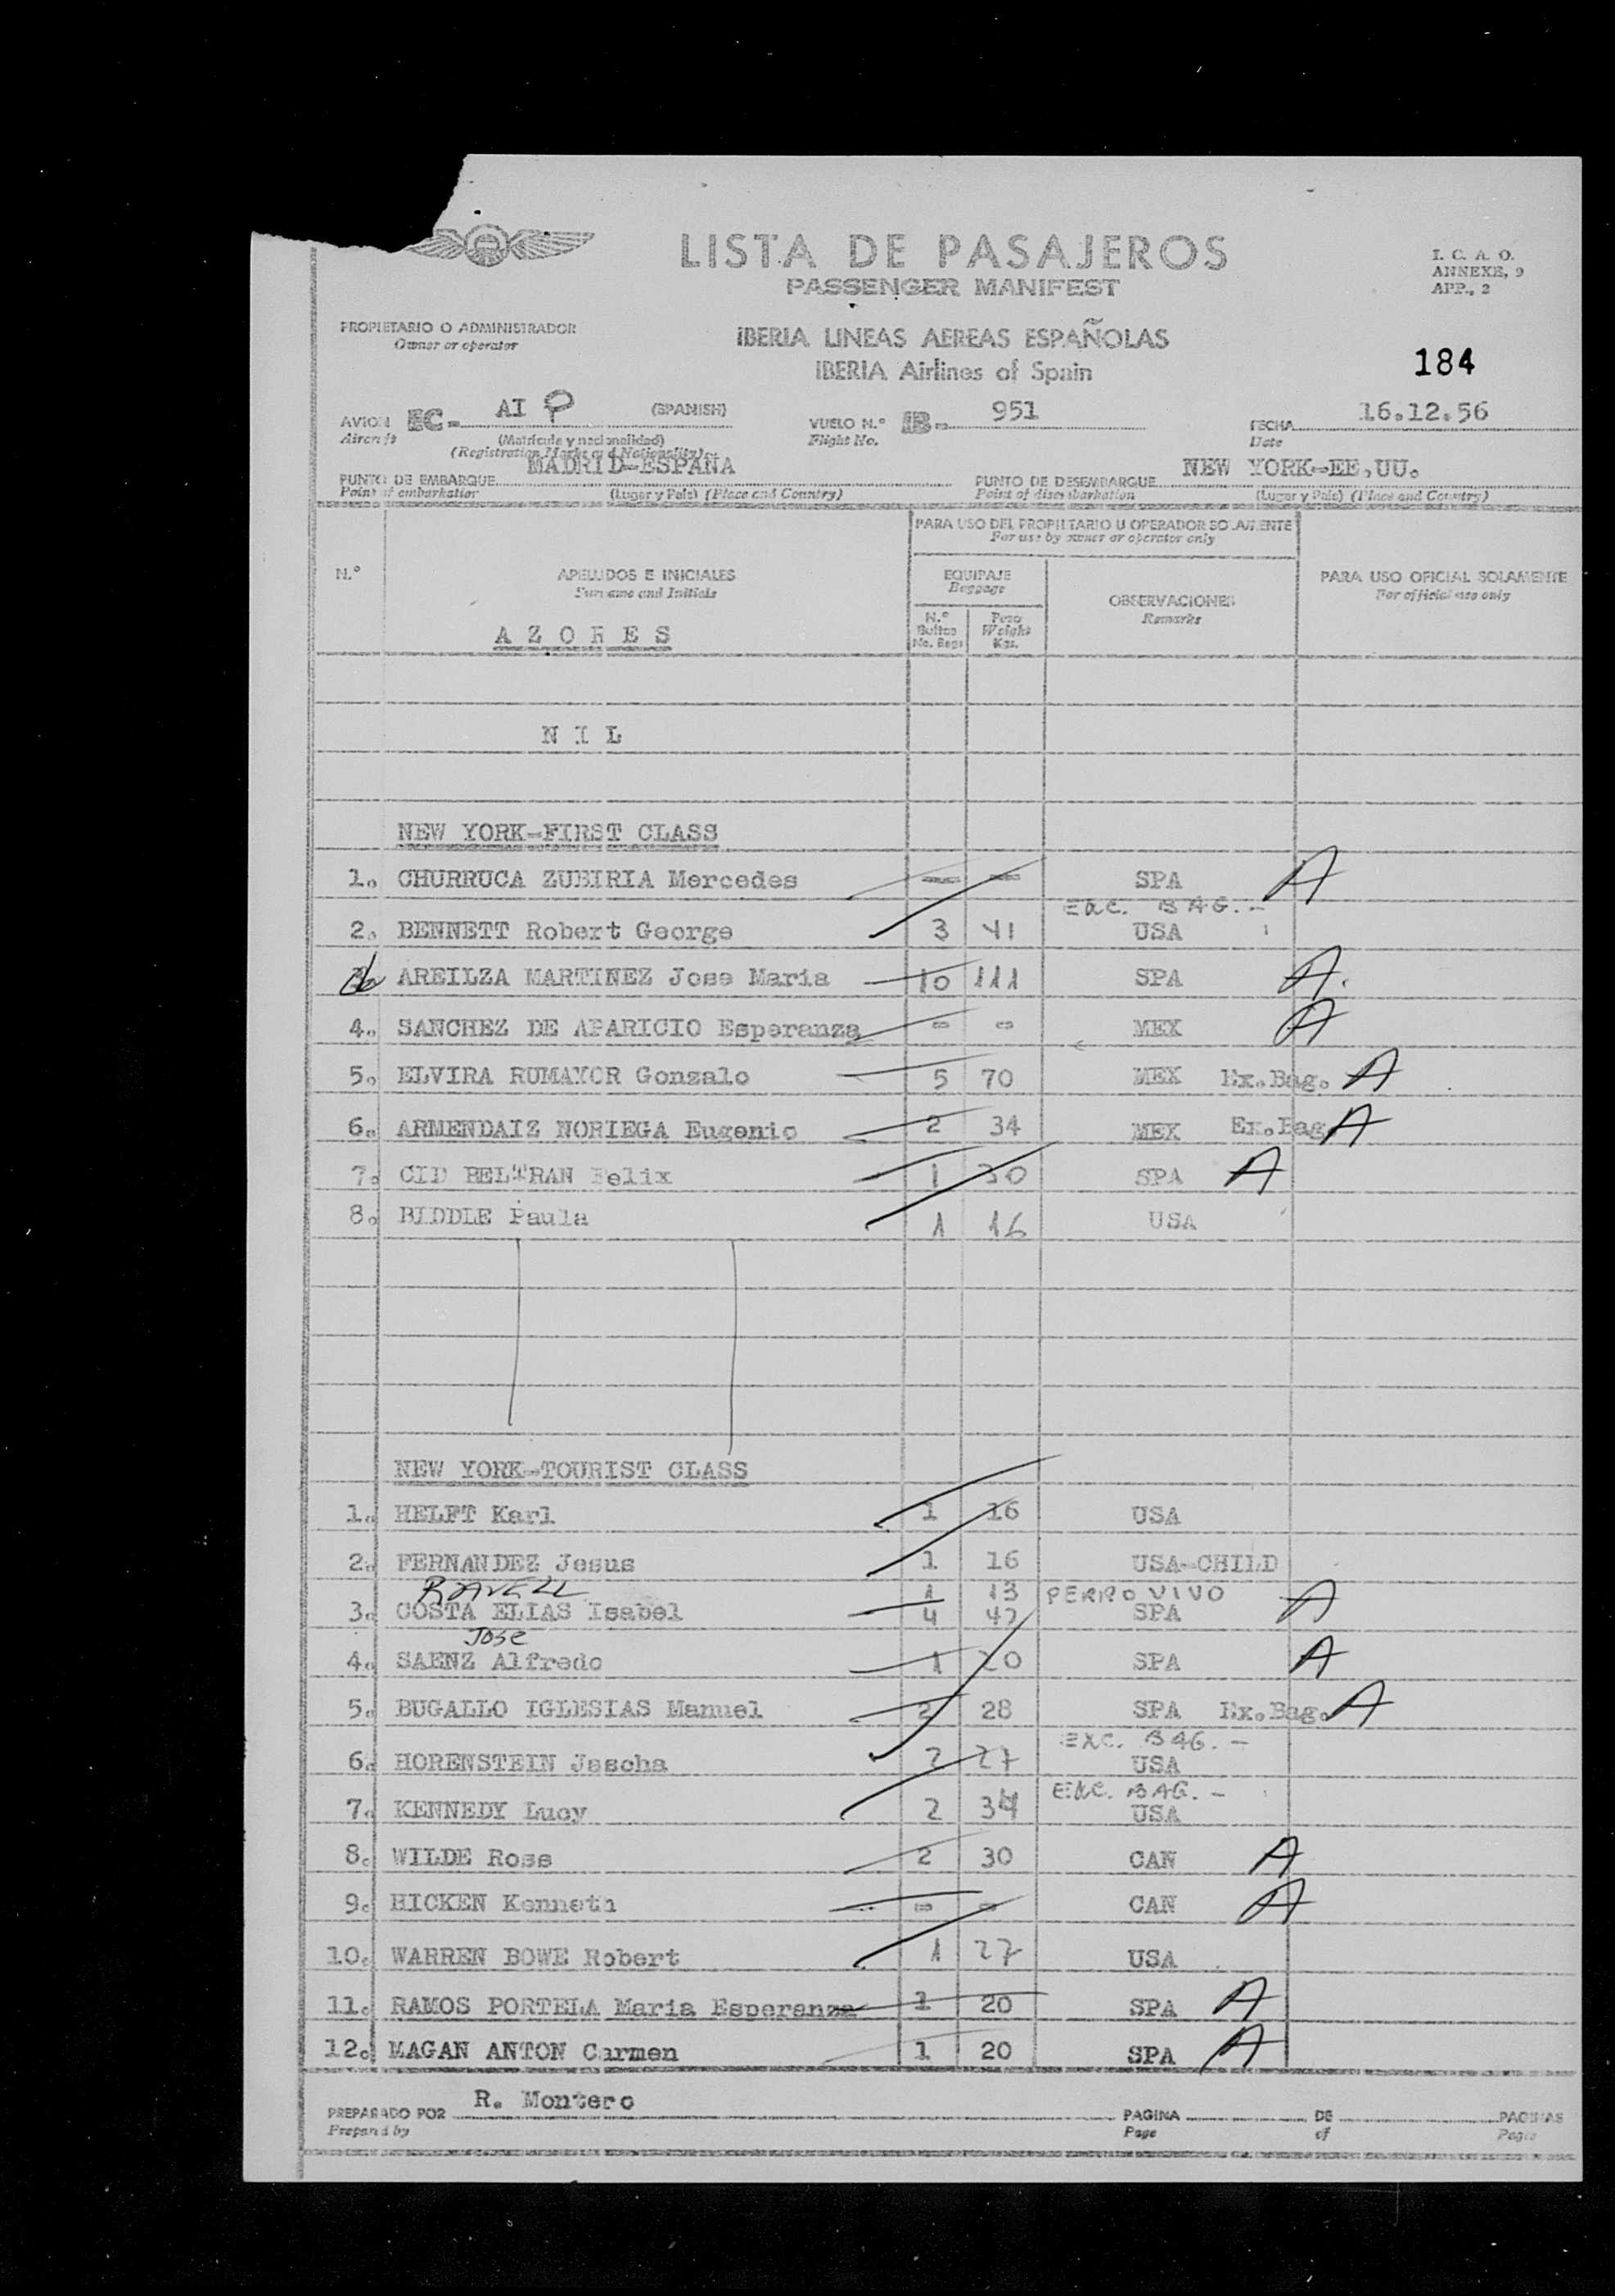 LISTA DE PASAJEROS
PASSENGER MANIFEST
I. C. A. O.
ANNEXE, 9
APP., 2
PROPIETARIO O ADMINISTRADOR
Owner or operator
IBERIA LINEAS AEREAS ESPAÑOLAS
IBERIA Airlines of Spain
184
AVION EC- AI P (SPANISH) VUELO N.° IB- 951 FECHA 16.12.56
Aircraft (Matrícula y nacionalidad) Flight No. Date
(Registration Marks and Nationality)
MADRID-ESPAÑA NEW YORK-EE,UU.
PUNTO DE EMBARQUE PUNTO DE DESEMBARQUE
Point of embarkation (Lugar y País) (Place and Country) Point of disembarkation (Lugar y País) (Place and Country)
PARA USO DEL PROPIETARIO U OPERADOR SOLAMENTE
For use by owner or operator only
N.° APELLIDOS E INICIALES EQUIPAJE PARA USO OFICIAL SOLAMENTE
Surname and Initials Baggage OBSERVACIONES For official use only
Remarks
N.° Bultos No. Bags Peso Weight Kgs.
AZORES
NIL
NEW YORK-FIRST CLASS
1. CHURRUCA ZUBIRIA Mercedes - - SPA A
EXC. BAG.-
2. BENNETT Robert George 3 41 USA
3. AREILZA MARTINEZ Jose Maria 10 111 SPA A.
4. SANCHEZ DE APARICIO Esperanza - - MEX A
5. ELVIRA RUMAYOR Gonzalo 5 70 MEX Ex.Bag. A
6. ARMENDAIZ NORIEGA Eugenio 2 34 MEX Ex.Bag. A
7. CID BELTRAN Felix 1 30 SPA A
8. BIDDLE Paula 1 16 USA
NEW YORK-TOURIST CLASS
1. HELFT Karl 1 16 USA
2. FERNANDEZ Jesus 1 16 USA-CHILD
RAVELL 1 13 PERRO VIVO
3. COSTA ELIAS Isabel 4 47 SPA A
Jose
4. SAENZ Alfredo 1 20 SPA A
5. BUGALLO IGLESIAS Manuel 2 28 SPA Ex.Bag. A
EXC. BAG.-
6. HORENSTEIN Jascha 2 27 USA
EXC. BAG.-
7. KENNEDY Lucy 2 34 USA
8. WILDE Ross 2 30 CAN A
9. HICKEN Kenneth - - CAN A
10. WARREN BOWE Robert 1 27 USA
11. RAMOS PORTELA Maria Esperanza 1 20 SPA A
12. MAGAN ANTON Carmen 1 20 SPA A
R. Montero
PREPARADO POR PAGINA DE PAGINAS
Prepared by Page of Pages